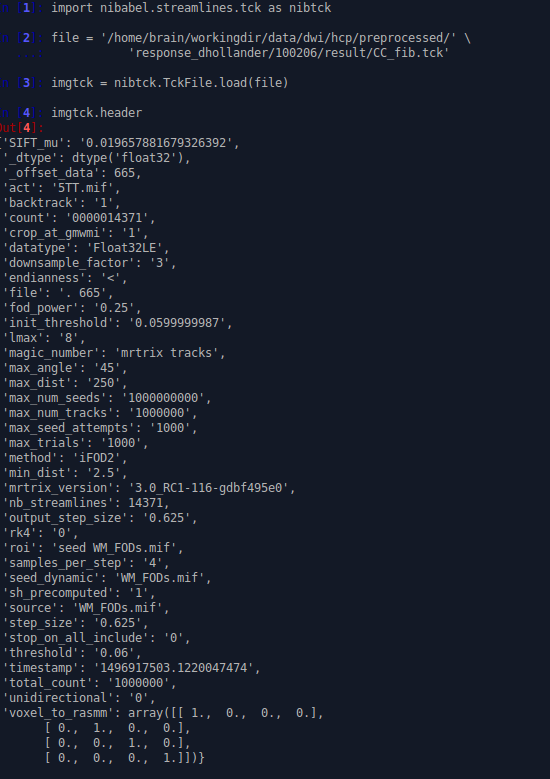 In [1]: import nibabel.streamlines.tck as nibtck
In [2]: file = '/home/brain/workingdir/data/dwi/hcp/preprocessed/' \
...: 'response_dhollander/100206/result/CC_fib.tck'
In [3]: imgtck = nibtck.TckFile.load(file)
In [4]: imgtck.header
Out[4]:
{'SIFT_mu': '0.019657881679326392',
'_dtype': dtype('float32'),
'_offset_data': 665,
'act': '5TT.mif',
'backtrack': '1',
'count': '0000014371',
'crop_at_gmwmi': '1',
'datatype': 'Float32LE',
'downsample_factor': '3',
'endianness': '<',
'file': '. 665',
'fod_power': '0.25',
'init_threshold': '0.0599999987',
'lmax': '8',
'magic_number': 'mrtrix tracks',
'max_angle': '45',
'max_dist': '250',
'max_num_seeds': '1000000000',
'max_num_tracks': '1000000',
'max_seed_attempts': '1000',
'max_trials': '1000',
'method': 'iFOD2',
'min_dist': '2.5',
'mrtrix_version': '3.0_RC1-116-gdbf495e0',
'nb_streamlines': 14371,
'output_step_size': '0.625',
'rk4': '0',
'roi': 'seed WM_FODs.mif',
'samples_per_step': '4',
'seed_dynamic': 'WM_FODs.mif',
'sh_precomputed': '1',
'source': 'WM_FODs.mif',
'step_size': '0.625',
'stop_on_all_include': '0',
'threshold': '0.06',
'timestamp': '1496917503.1220047474',
'total_count': '1000000',
'unidirectional': '0',
'voxel_to_rasmm': array([[ 1., 0., 0., 0.],
[ 0., 1., 0., 0.],
[ 0., 0., 1., 0.],
[ 0., 0., 0., 1.]])}